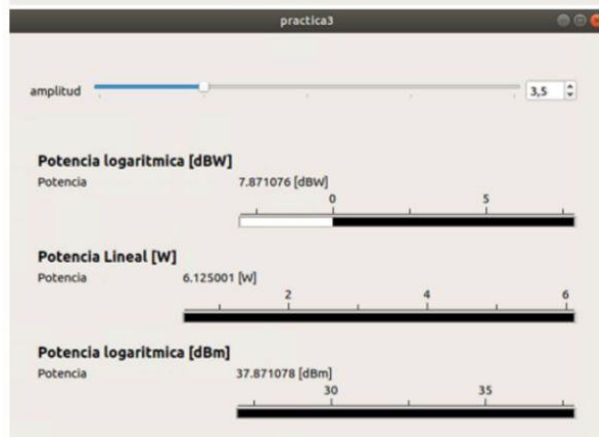 practica3
amplitud 3,5
Potencia logaritmica [dBW]
Potencia 7.871076 [dBW]
0 5
Potencia Lineal [W]
Potencia 6.125001 [W]
2 4 6
Potencia logaritmica [dBm]
Potencia 37.871078 [dBm]
30 35